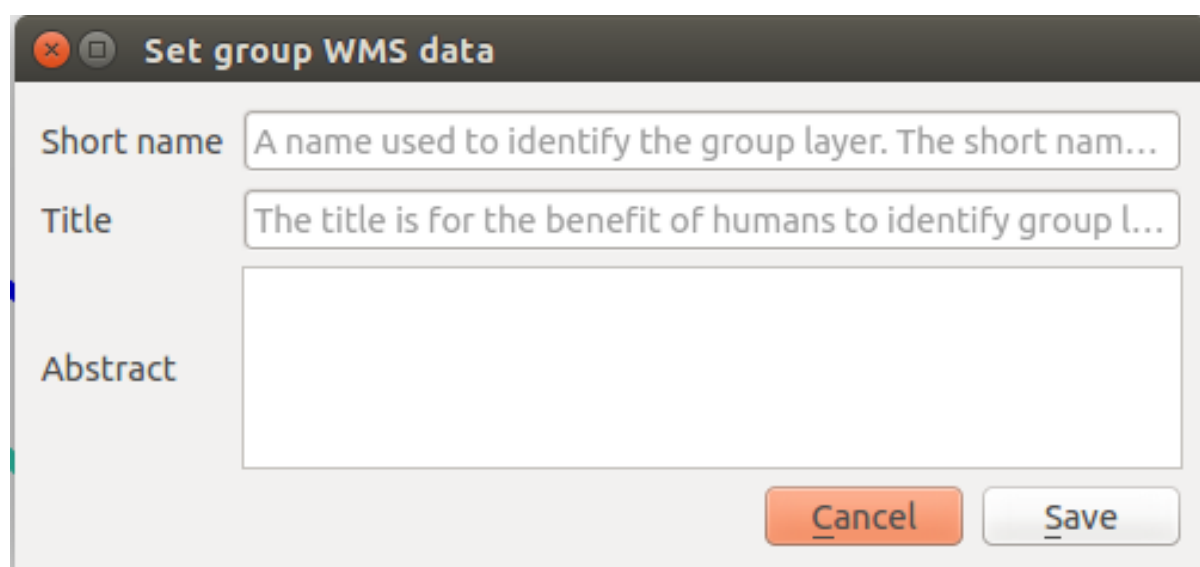 Set group WMS data
Short name A name used to identify the group layer. The short nam...
Title The title is for the benefit of humans to identify group l...
Abstract
Cancel Save